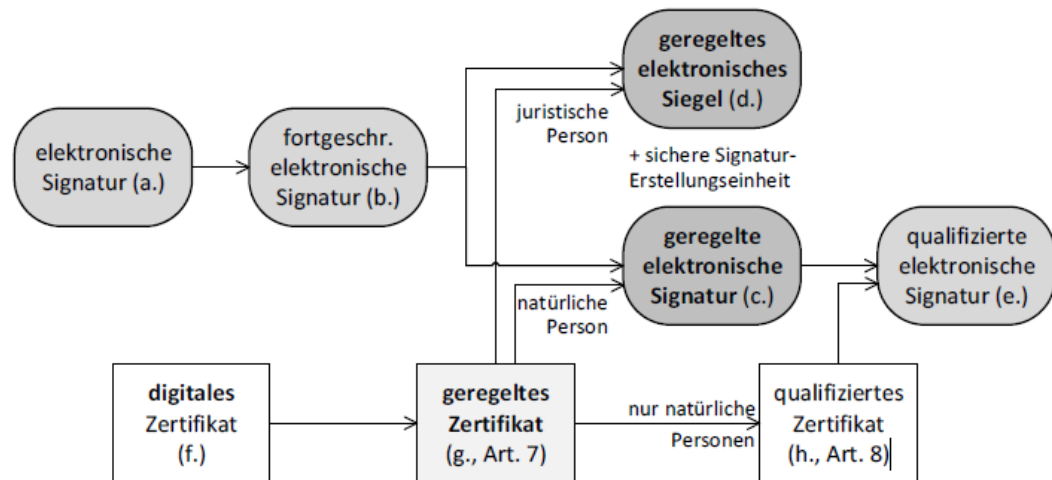 geregeltes
elektronisches
Siegel (d.)
juristische
Person
elektronische
Signatur (a.)
fortgeschr.
elektronische
Signatur (b.)
+ sichere Signatur-
Erstellungseinheit
geregelte
elektronische
Signatur (c.)
qualifizierte
elektronische
Signatur (e.)
natürliche
Person
digitales
Zertifikat
(f.)
geregeltes
Zertifikat
(g., Art. 7)
nur natürliche
Personen
qualifiziertes
Zertifikat
(h., Art. 8)